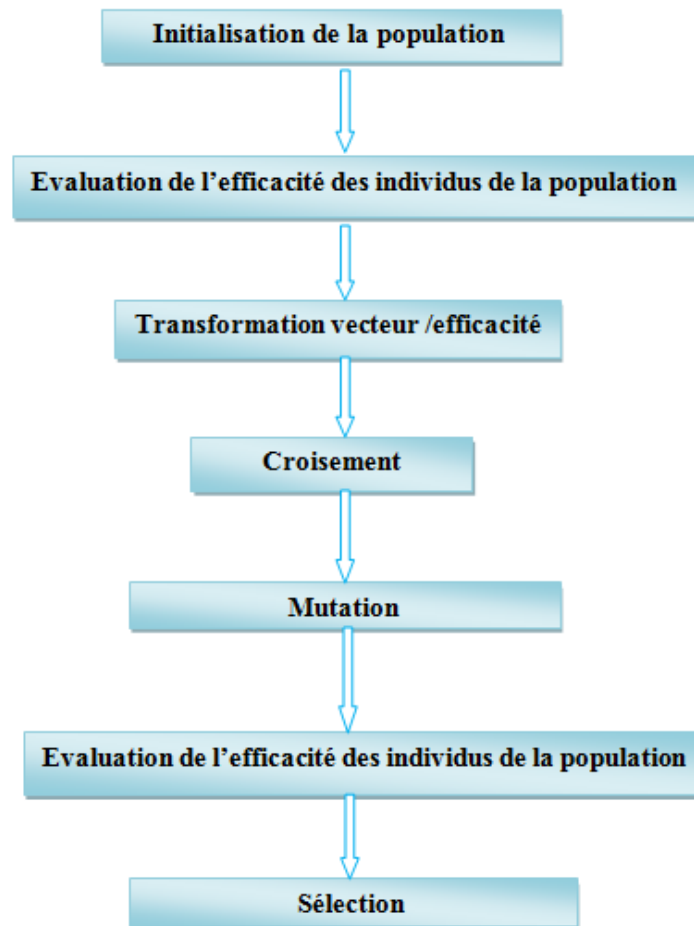 Initialisation de la population
Evaluation de l’efficacité des individus de la population
Transformation vecteur /efficacité
Croisement
Mutation
Evaluation de l’efficacité des individus de la population
Sélection